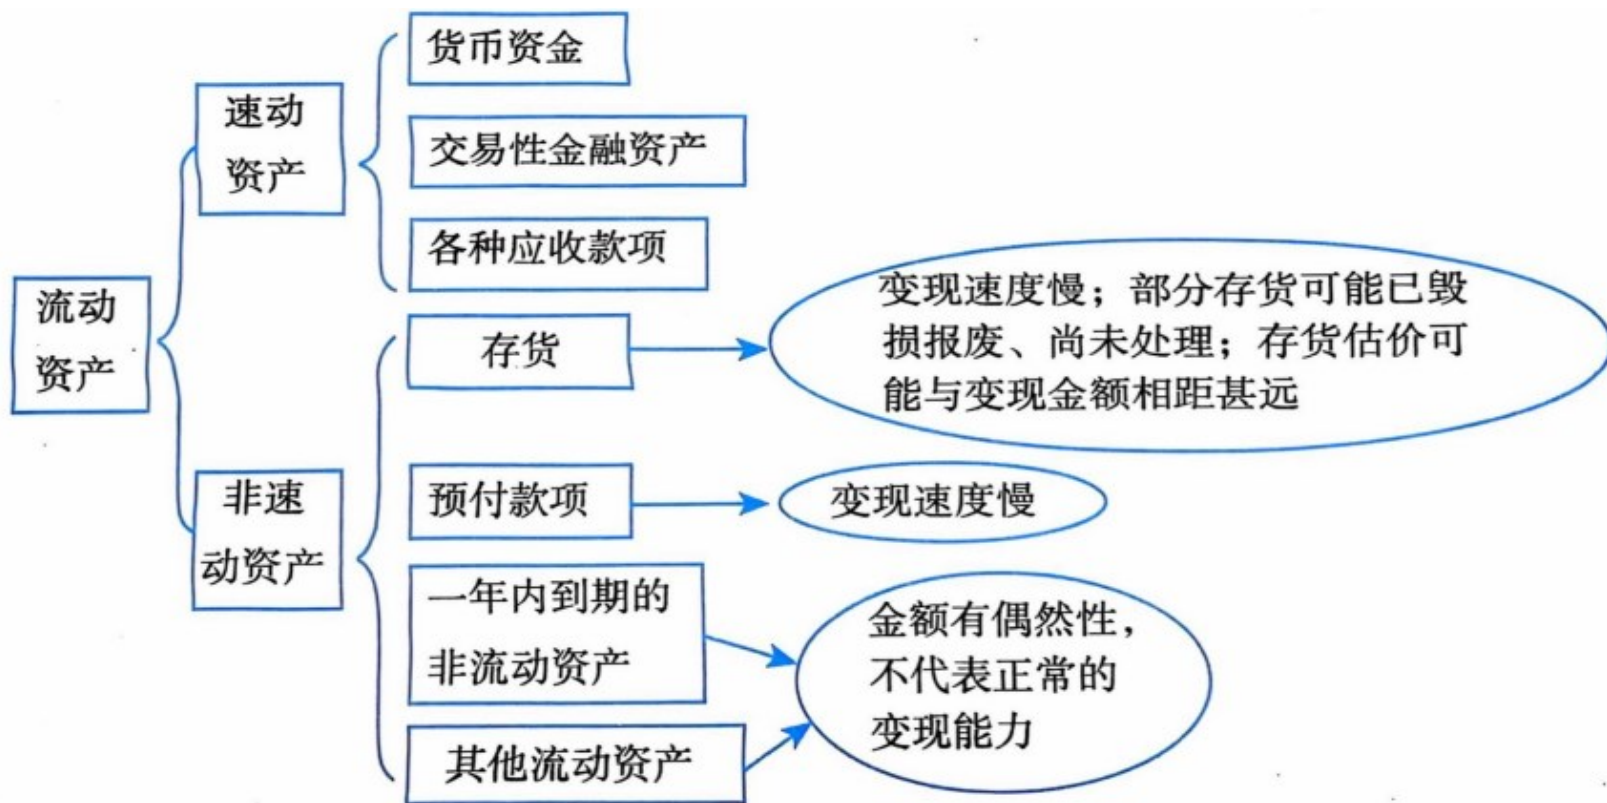 货币资金
速动
资产
交易性金融资产
各种应收款项
流动
资产
存货
变现速度慢；部分存货可能已毁
损报废、尚未处理；存货估价可
能与变现金额相距甚远
非速
动资产
预付款项
变现速度慢
一年内到期的
非流动资产
金额有偶然性，
不代表正常的
变现能力
其他流动资产